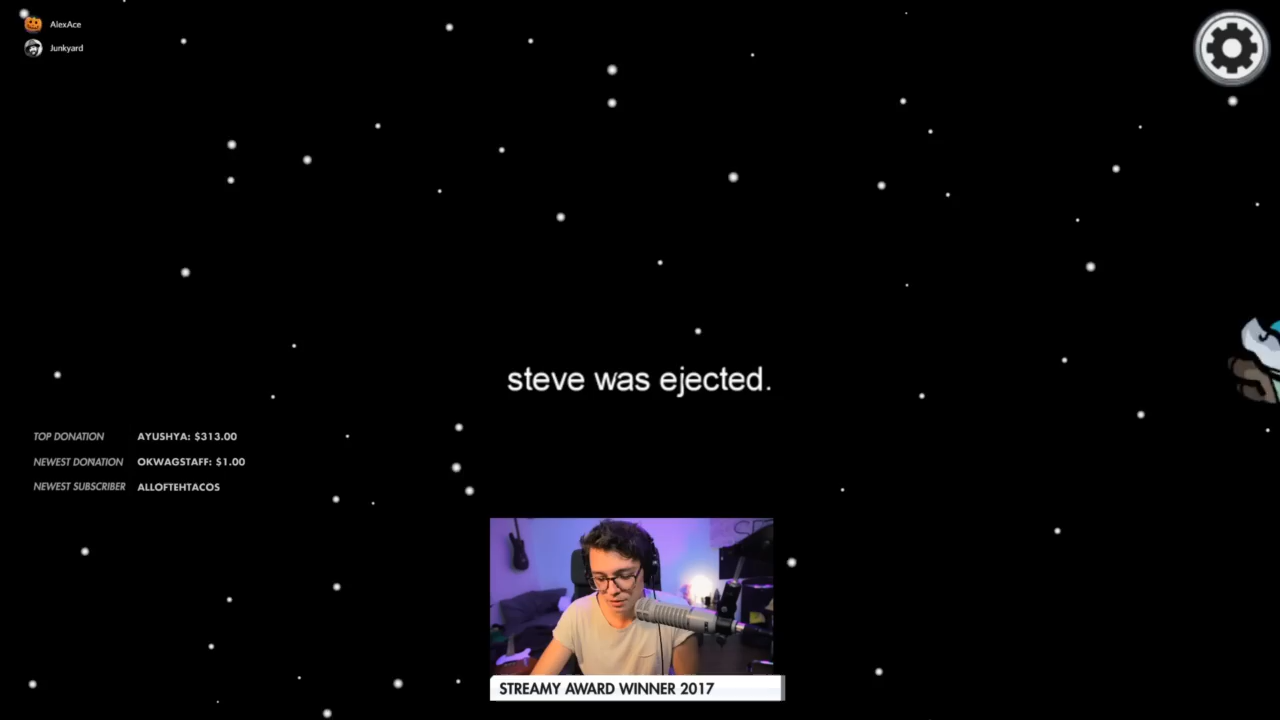 AlexAce
Junkyard
steve was ejected.
TOP DONATION AYUSHYA: $313.00
NEWEST DONATION OKWAGSTAFF: $1.00
NEWEST SUBSCRIBER ALLOFTEHTACOS
STREAMY AWARD WINNER 2017